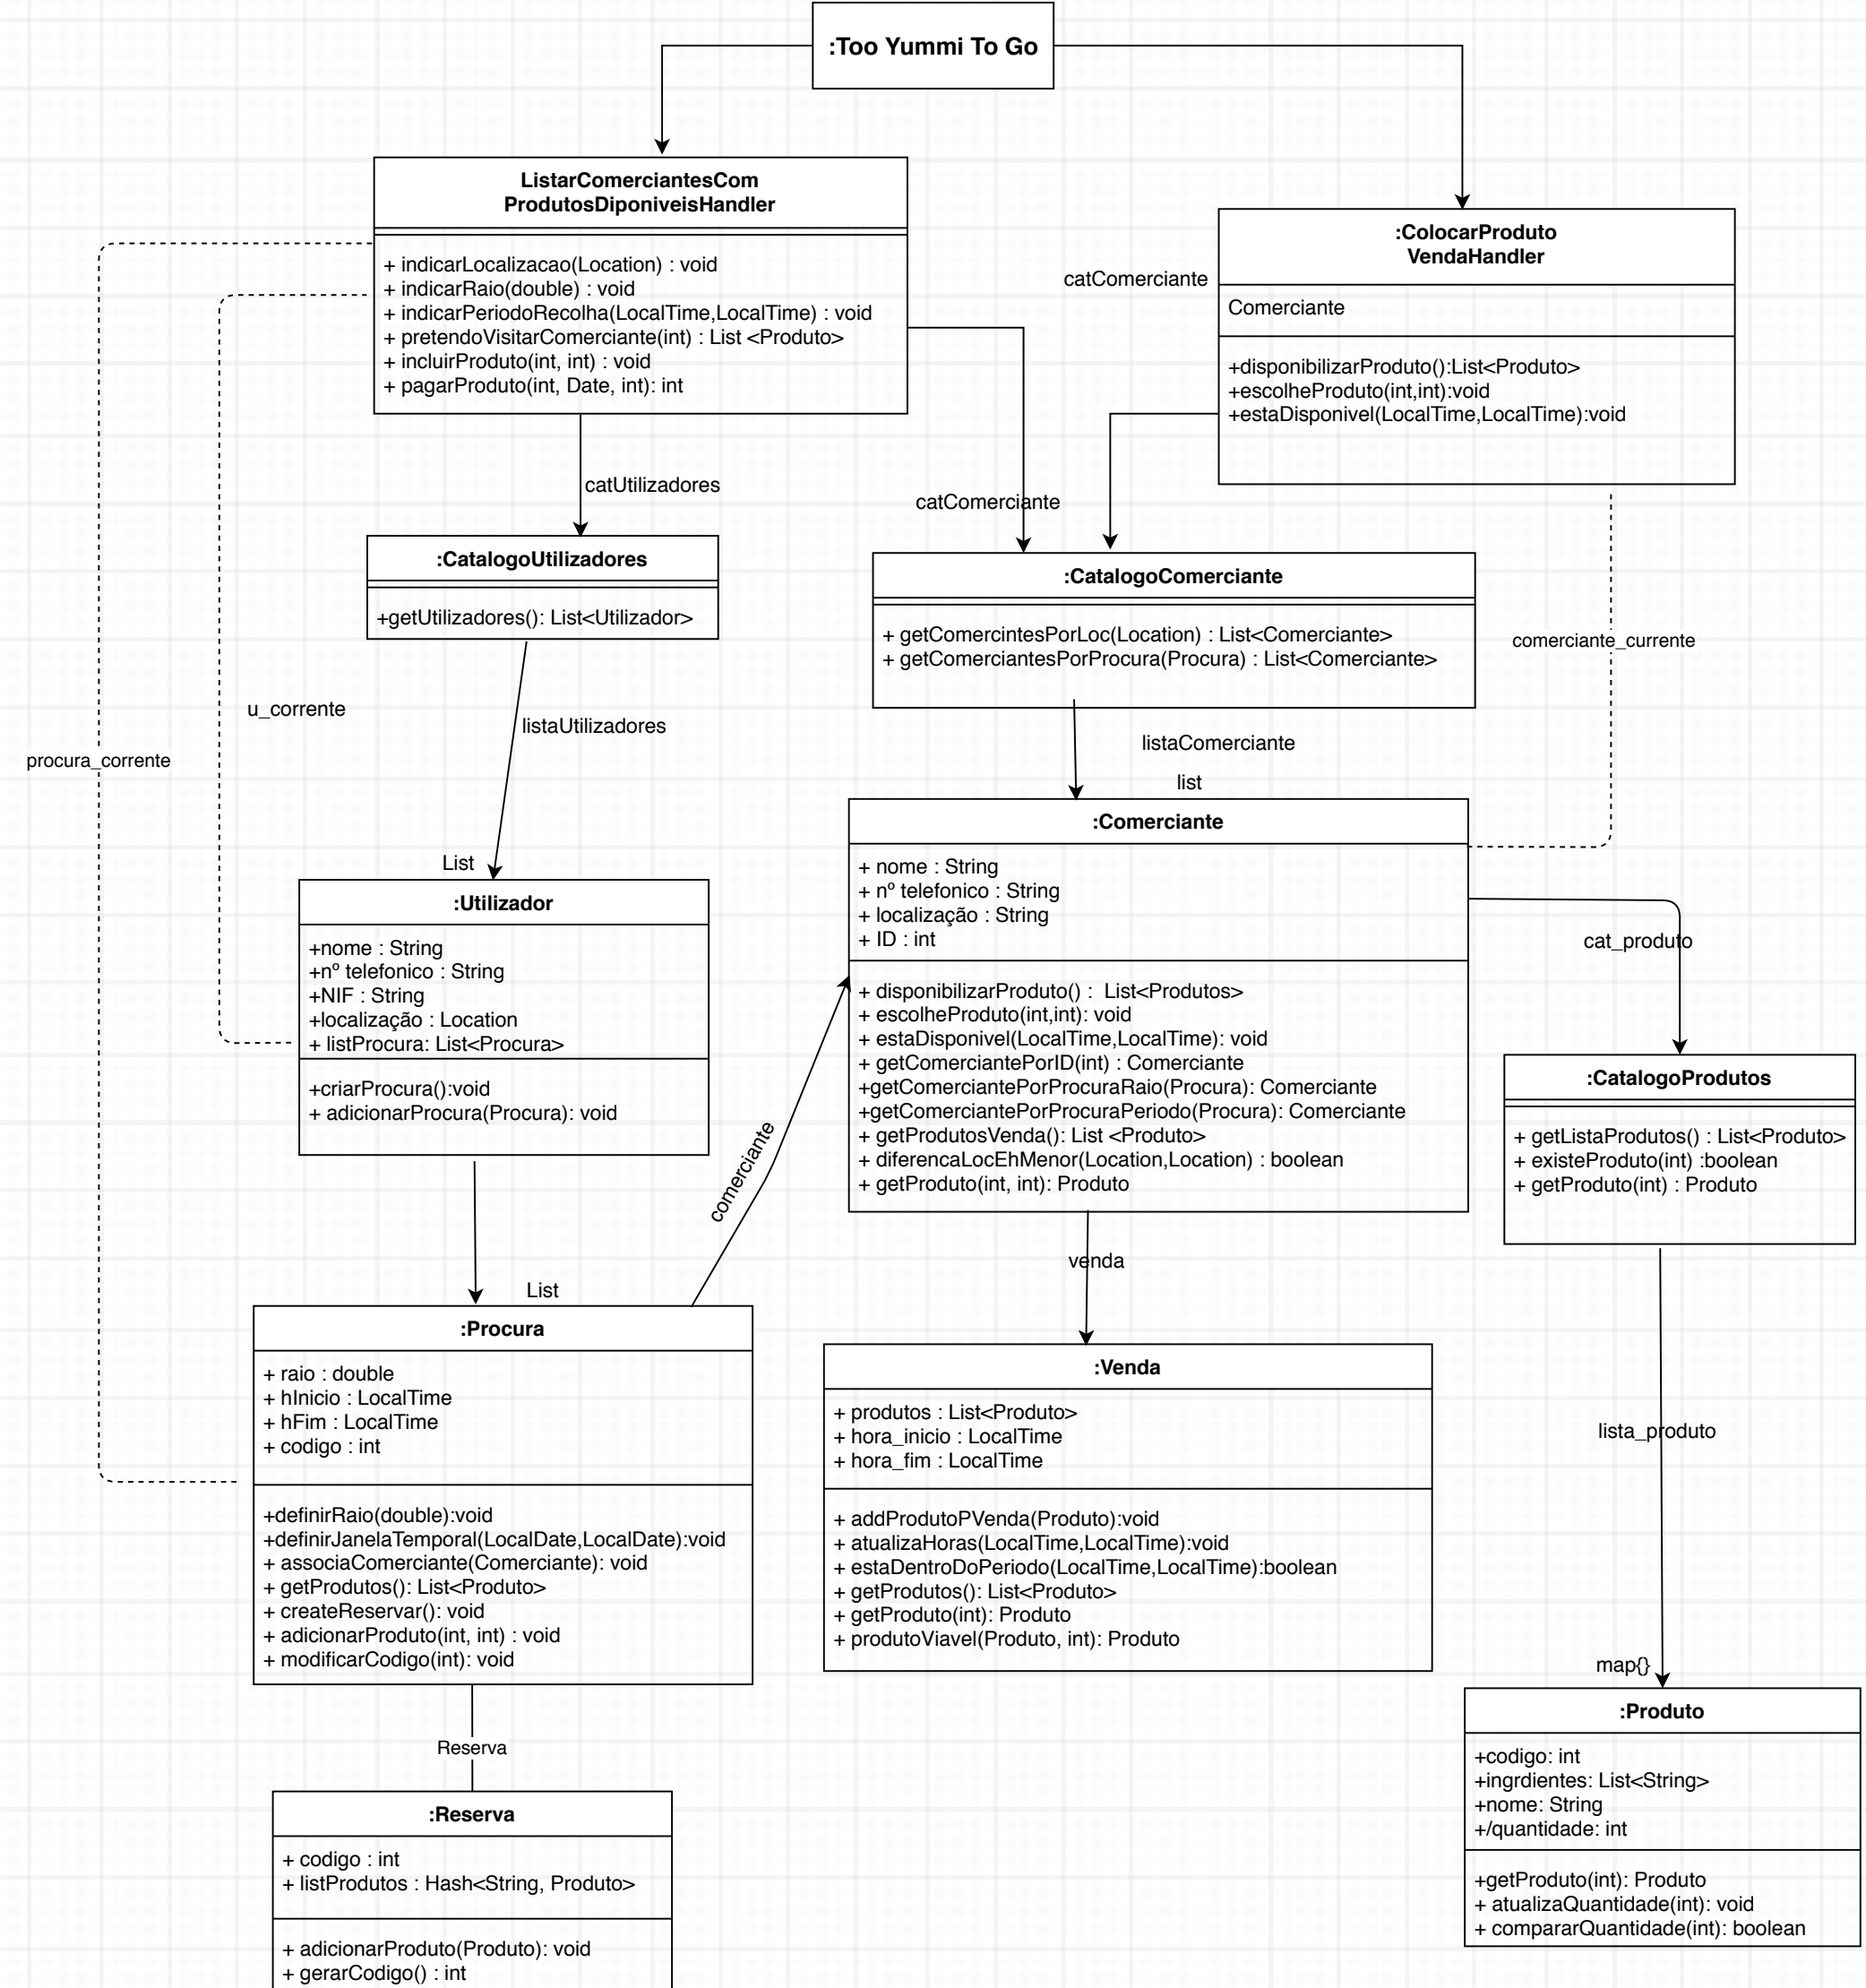 :Too Yummi To Go
ListarComerciantesCom
ProdutosDiponiveisHandler
+ indicarLocalizacao(Location) : void
+ indicarRaio(double) : void
+ indicarPeriodoRecolha(LocalTime,LocalTime) : void
+ pretendoVisitarComerciante(int) : List <Produto>
+ incluirProduto(int, int) : void
+ pagarProduto(int, Date, int): int
catComerciante
:ColocarProduto
VendaHandler
Comerciante
+disponibilizarProduto():List<Produto>
+escolheProduto(int,int):void
+estaDisponivel(LocalTime,LocalTime):void
catUtilizadores
catComerciante
:CatalogoUtilizadores
+getUtilizadores(): List<Utilizador>
:CatalogoComerciante
+ getComercintesPorLoc(Location) : List<Comerciante>
+ getComerciantesPorProcura(Procura) : List<Comerciante>
comerciante_currente
u_corrente
listaUtilizadores
procura_corrente
listaComerciante
list
List
:Utilizador
+nome : String
+nº telefonico : String
+NIF : String
+localização : Location
+ listProcura: List<Procura>
+criarProcura():void
+ adicionarProcura(Procura): void
:Comerciante
+ nome : String
+ nº telefonico : String
+ localização : String
+ ID : int
+ disponibilizarProduto() :  List<Produtos>
+ escolheProduto(int,int): void
+ estaDisponivel(LocalTime,LocalTime): void
+ getComerciantePorID(int) : Comerciante
+getComerciantePorProcuraRaio(Procura): Comerciante
+getComerciantePorProcuraPeriodo(Procura): Comerciante
+ getProdutosVenda(): List <Produto>
+ diferencaLocEhMenor(Location,Location) : boolean
+ getProduto(int, int): Produto
cat_produto
:CatalogoProdutos
+ getListaProdutos() : List<Produto>
+ existeProduto(int) :boolean
+ getProduto(int) : Produto
comerciante
venda
List
:Procura
+ raio : double
+ hInicio : LocalTime
+ hFim : LocalTime
+ codigo : int
+definirRaio(double):void
+definirJanelaTemporal(LocalDate,LocalDate):void
+ associaComerciante(Comerciante): void
+ getProdutos(): List<Produto>
+ createReservar(): void
+ adicionarProduto(int, int) : void
+ modificarCodigo(int): void
:Venda
+ produtos : List<Produto>
+ hora_inicio : LocalTime
+ hora_fim : LocalTime
+ addProdutoPVenda(Produto):void
+ atualizaHoras(LocalTime,LocalTime):void
+ estaDentroDoPeriodo(LocalTime,LocalTime):boolean
+ getProdutos(): List<Produto>
+ getProduto(int): Produto
+ produtoViavel(Produto, int): Produto
lista_produto
map{}
:Produto
+codigo: int
+ingrdientes: List<String>
+nome: String
+/quantidade: int
+getProduto(int): Produto
+ atualizaQuantidade(int): void
+ compararQuantidade(int): boolean
Reserva
:Reserva
+ codigo : int
+ listProdutos : Hash<String, Produto>
+ adicionarProduto(Produto): void
+ gerarCodigo() : int